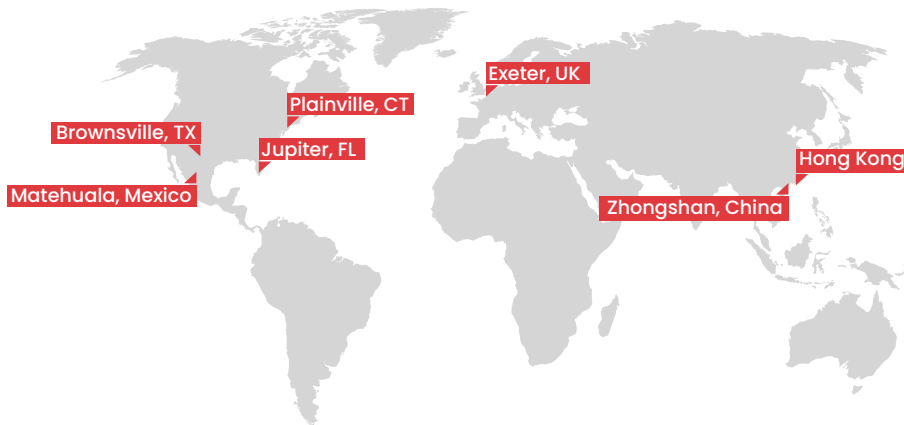 Exeter, UK
Plainville, CT
Brownsville, TX
Jupiter, FL
Hong Kong
Matehuala, Mexico
Zhongshan, China